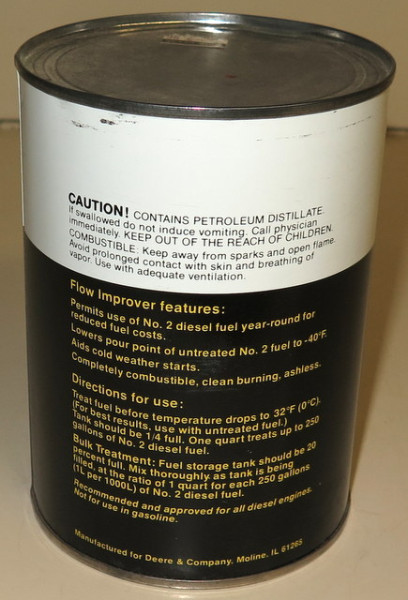 CAUTION! CONTAINS PETROLEUM DISTILLATE.
If swallowed do not induce vomiting. Call physician
immediately. KEEP OUT OF THE REACH OF CHILDREN.
COMBUSTIBLE: Keep away from sparks and open flame.
Avoid prolonged contact with skin and breathing of
vapor. Use with adequate ventilation.
Flow Improver features:
Permits use of No. 2 diesel fuel year-round for
reduced fuel costs.
Lowers pour point of untreated No. 2 fuel to -40°F.
Aids cold weather starts.
Completely combustible, clean burning, ashless.
Directions for use:
Treat fuel before temperature drops to 32°F (0°C).
(For best results, use with untreated fuel.)
Tank should be 1/4 full. One quart treats up to 250
gallons of No. 2 diesel fuel.
Bulk Treatment: Fuel storage tank should be 20
percent full. Mix thoroughly as tank is being
filled, at the ratio of 1 quart for each 250 gallons
(1L per 1000L) of No. 2 diesel fuel.
Recommended and approved for all diesel engines.
Not for use in gasoline.
Manufactured for Deere & Company, Moline, IL 61265